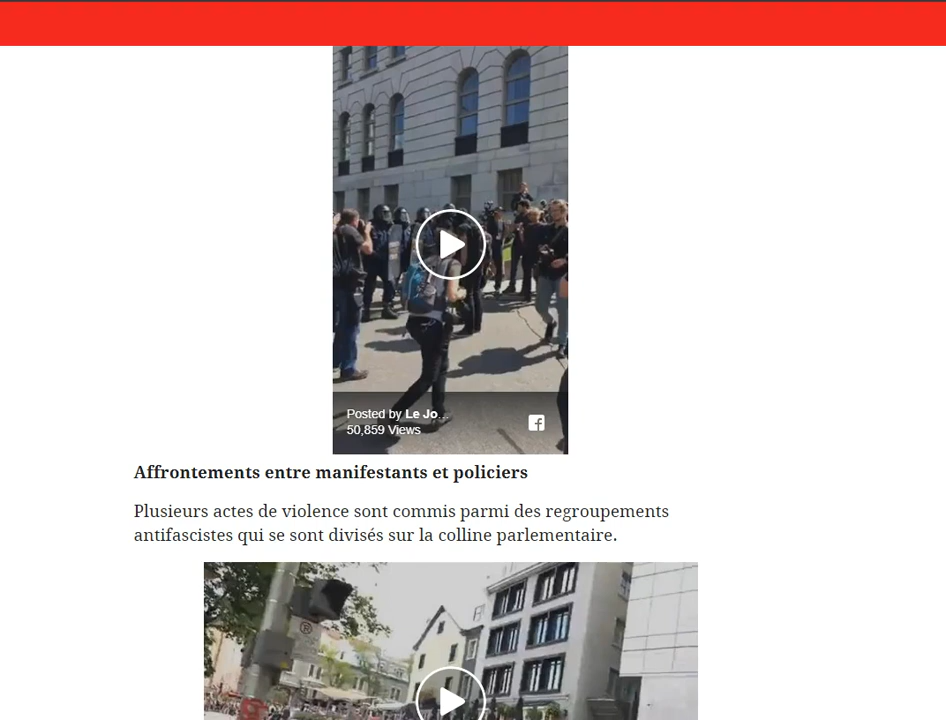 Posted by Le Jo...
50,859 Views
Affrontements entre manifestants et policiers
Plusieurs actes de violence sont commis parmi des regroupements
antifascistes qui se sont divisés sur la colline parlementaire.